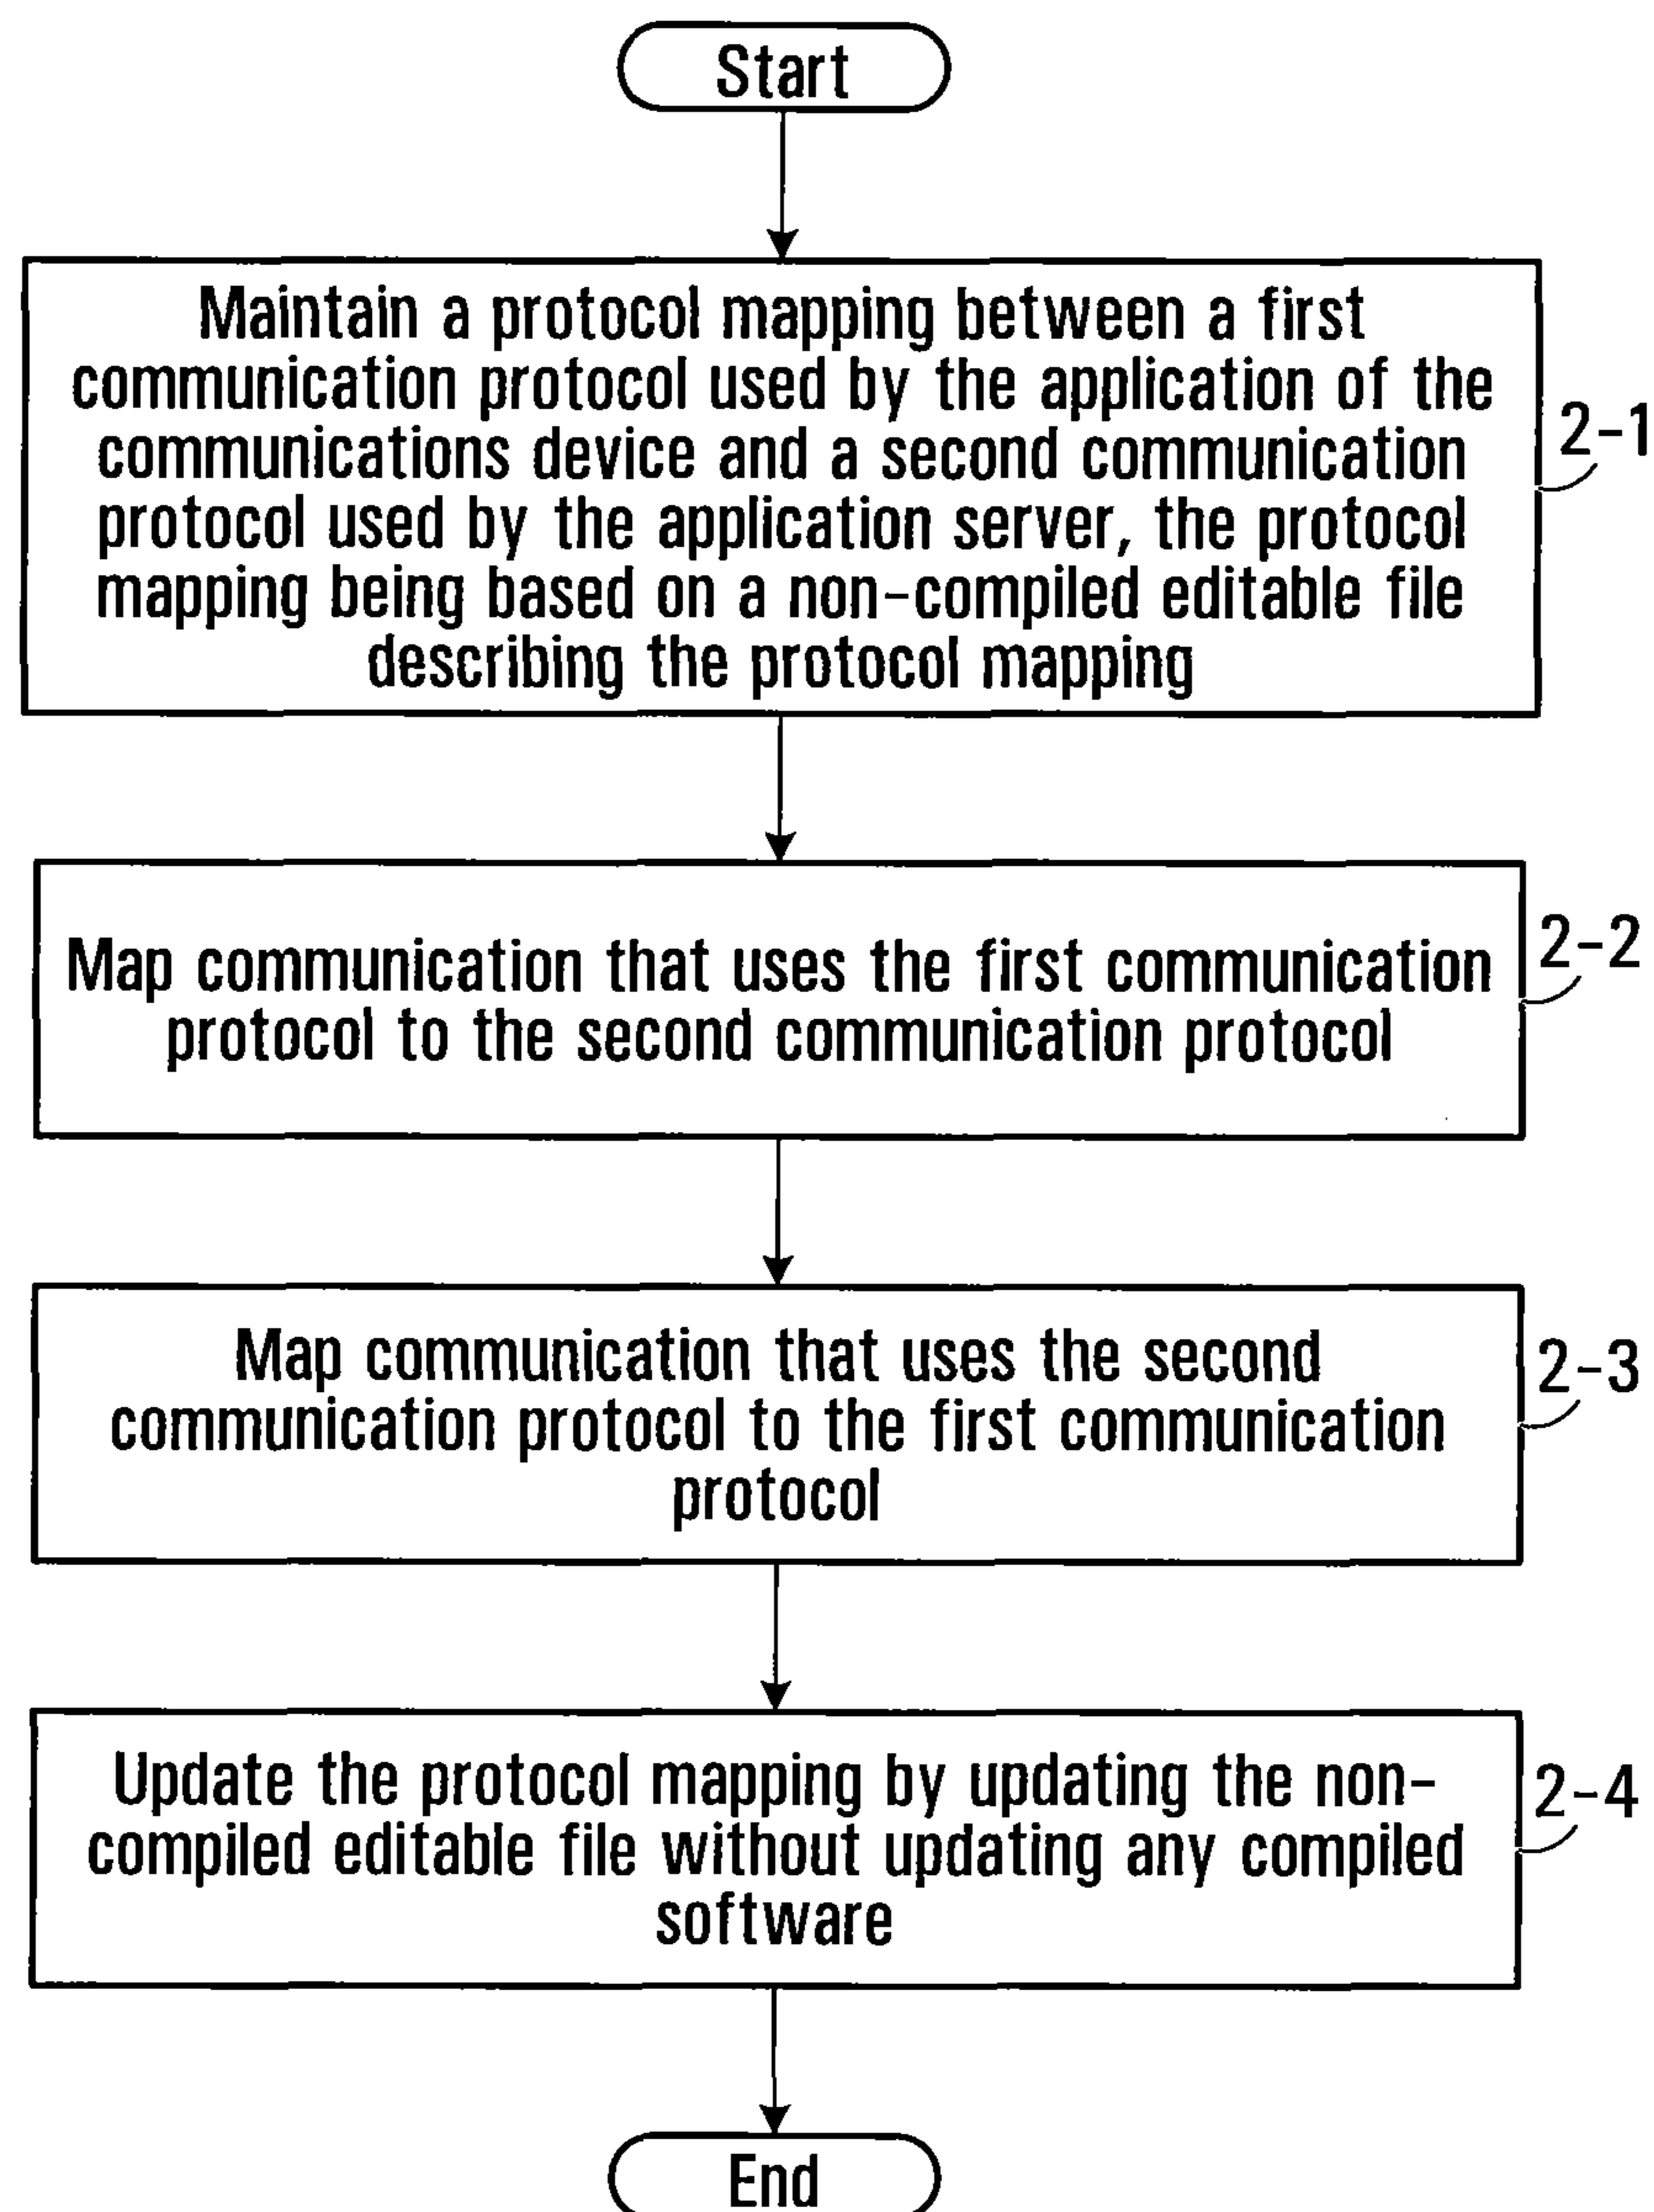 Start
Maintain a protocol mapping between a first
communication protocol used by the application of the
communications device and a second communication
protocol used by the application server, the protocol
mapping being based on a non-compiled editable file
describing the protocol mapping
2-1
Map communication that uses the first communication
protocol to the second communication protocol
2-2
Map communication that uses the second
communication protocol to the first communication
protocol
2-3
Update the protocol mapping by updating the non-
compiled editable file without updating any compiled
software
2-4
End